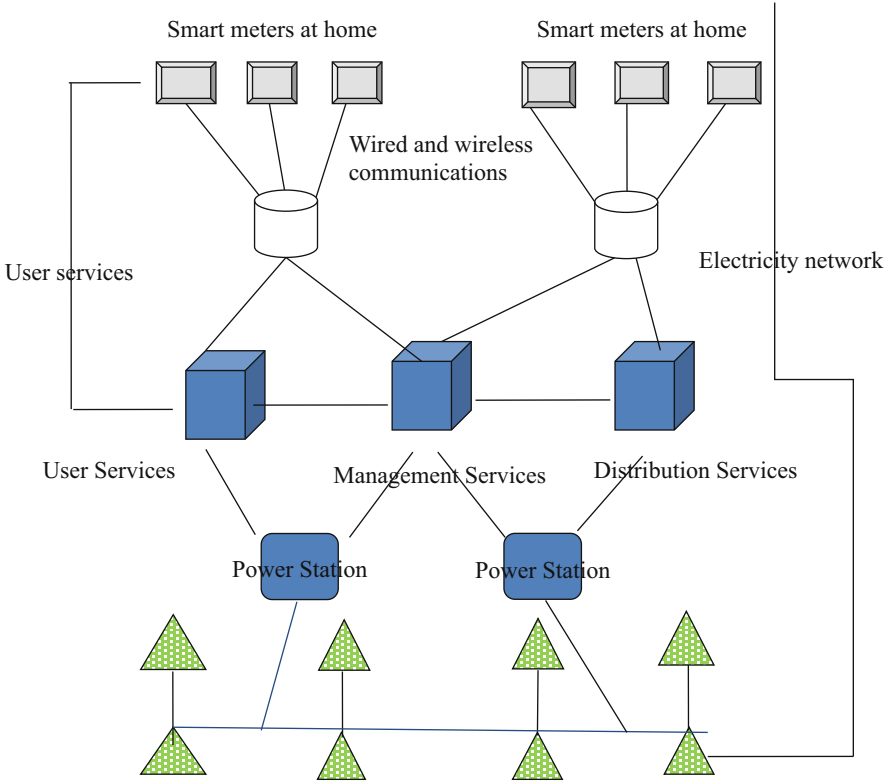 Smart meters at home
Smart meters at home
Wired and wireless
communications
User services
Electricity network
User Services
Management Services
Distribution Services
Power Station
Power Station